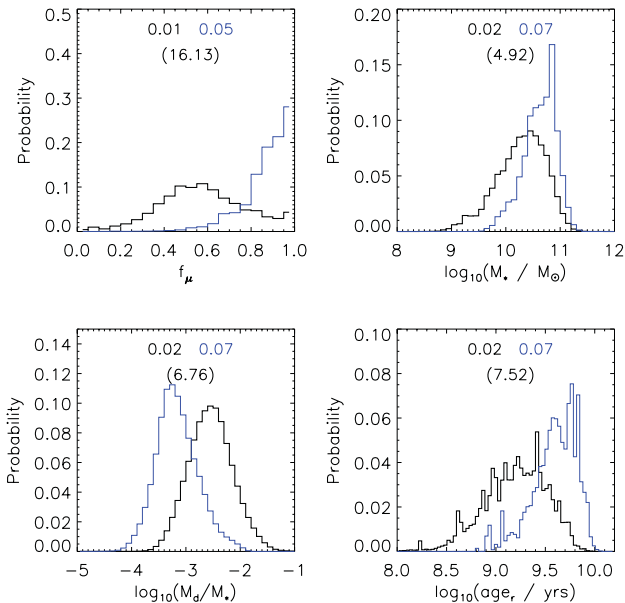 0.5
0.4
0.3
0.2
0.1
0.0
Probability
0.01 0.05
(16.13)
0.0 0.2 0.4 0.6 0.8 1.0
f_μ
0.20
0.15
0.10
0.05
0.00
Probability
0.02 0.07
(4.92)
8 9 10 11 12
log₁₀(M⋆ / M☉)
0.14
0.12
0.10
0.08
0.06
0.04
0.02
0.00
Probability
0.02 0.07
(6.76)
-5 -4 -3 -2 -1
log₁₀(M_d/M⋆)
0.10
0.08
0.06
0.04
0.02
0.00
Probability
0.02 0.07
(7.52)
8.0 8.5 9.0 9.5 10.0
log₁₀(age_r / yrs)